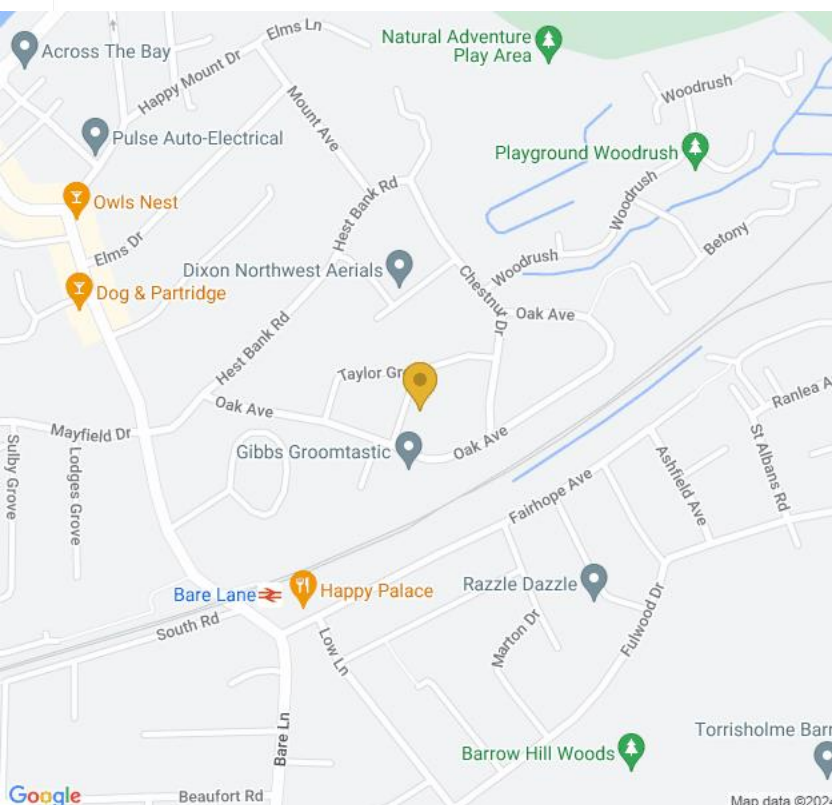 Elms Ln
Natural Adventure
Play Area
Across The Bay
Happy Mount Dr
Woodrush
Mount Ave
Pulse Auto-Electrical
Playground Woodrush
Owls Nest
Hest Bank Rd
Woodrush
Elms Dr
Betony
Dixon Northwest Aerials
Woodrush
Dog & Partridge
Chestnut Dr
Oak Ave
Hest Bank Rd
Taylor Gr
Ranlea A
Oak Ave
Mayfield Dr
Gibbs Groomtastic
Oak Ave
St Albans Rd
Sulby Grove
Lodges Grove
Ashfield Ave
Fairhope Ave
Bare Lane
Happy Palace
Razzle Dazzle
South Rd
Fulwood Dr
Low Ln
Marton Dr
Bare Ln
Torrisholme Barr
Barrow Hill Woods
Google
Beaufort Rd
Map data ©202